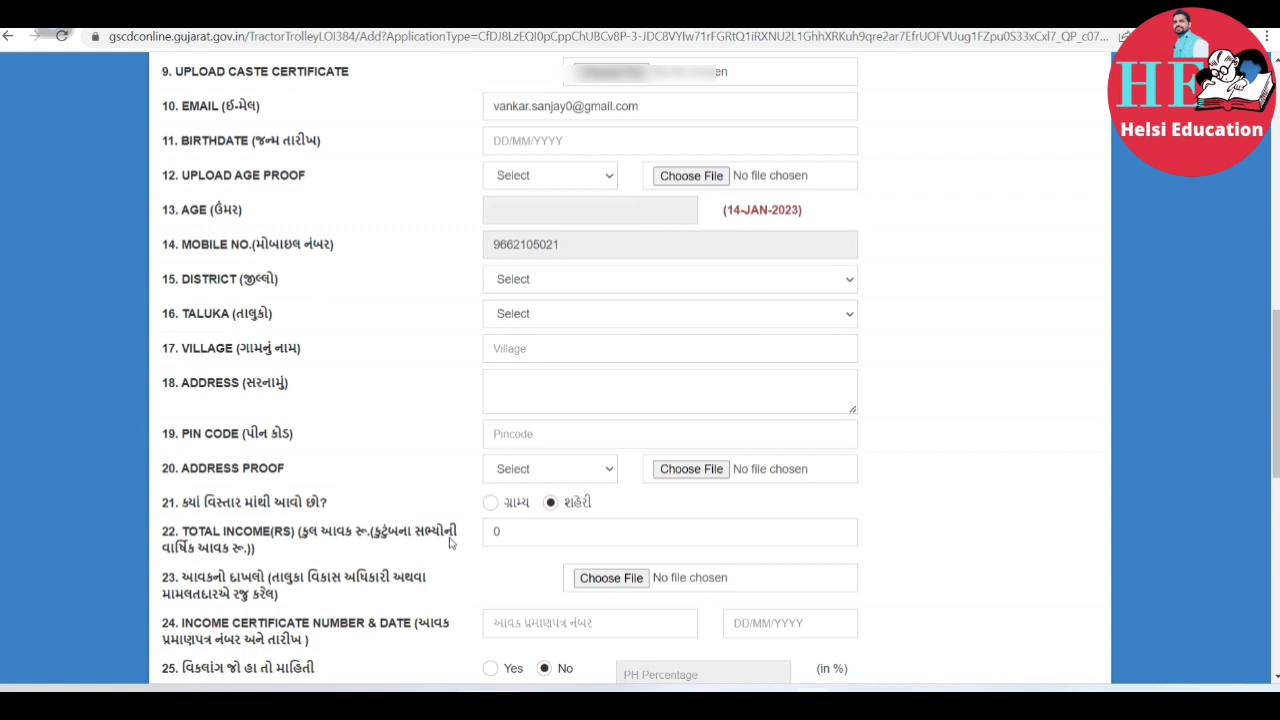 gscdconline.gujarat.gov.in/TractorTrolleyLOI384/Add?ApplicationType=CfDJ8LzEQI0pCppChUBCv8P-3-JDC8VYIw71rFGRtQ1iRXNU2L1GhhXRKuh9qre2ar7EfrUOFVUug1FZpu0S33xCxl7_QP_c07...
HE
Helsi Education
9. UPLOAD CASTE CERTIFICATE
10. EMAIL (ઈ-મેલ) vankar.sanjay0@gmail.com
11. BIRTHDATE (જન્મ તારીખ) DD/MM/YYYY
12. UPLOAD AGE PROOF Select Choose File No file chosen
13. AGE (ઉંમર) (14-JAN-2023)
14. MOBILE NO.(મોબાઇલ નંબર) 9662105021
15. DISTRICT (જીલ્લો) Select
16. TALUKA (તાલુકો) Select
17. VILLAGE (ગામનું નામ) Village
18. ADDRESS (સરનામું)
19. PIN CODE (પીન કોડ) Pincode
20. ADDRESS PROOF Select Choose File No file chosen
21. ક્યાં વિસ્તાર માંથી આવો છો? ગ્રામ્ય શહેરી
22. TOTAL INCOME(RS) (કુલ આવક રૂ.(કુટુંબના સભ્યોની 0
વાર્ષિક આવક રૂ.))
23. આવકનો દાખલો (તાલુકા વિકાસ અધિકારી અથવા Choose File No file chosen
મામલતદારએ રજુ કરેલ)
24. INCOME CERTIFICATE NUMBER & DATE (આવક આવક પ્રમાણપત્ર નંબર DD/MM/YYYY
પ્રમાણપત્ર નંબર અને તારીખ )
25. વિકલાંગ જો હા તો માહિતી Yes No PH Percentage (in %)